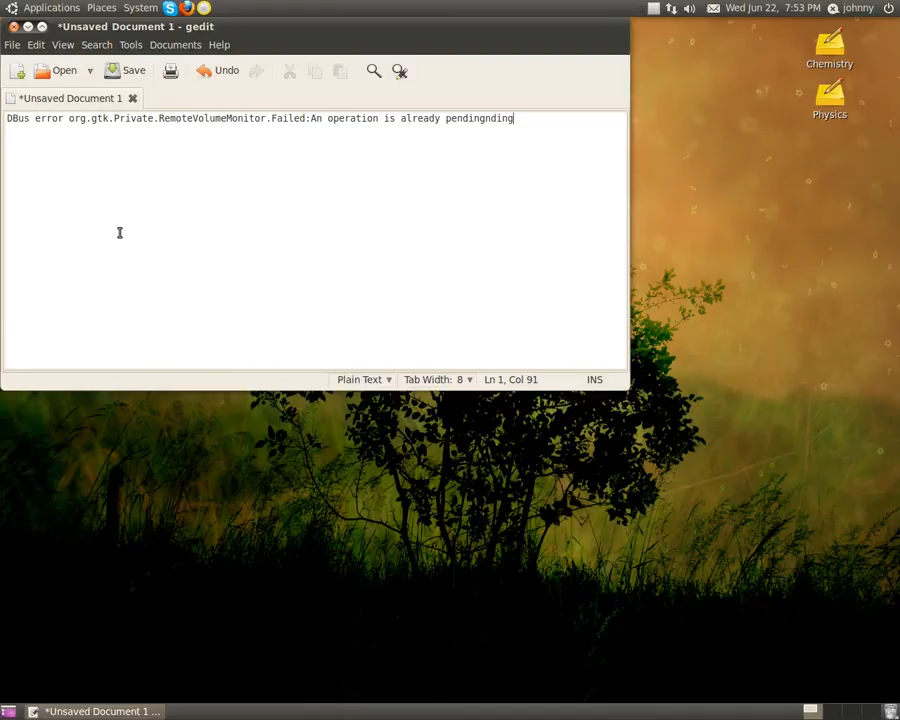 Applications Places System
Wed Jun 22, 7:53 PM johnny
*Unsaved Document 1 - gedit
File Edit View Search Tools Documents Help
Open Save Undo
*Unsaved Document 1
DBus error org.gtk.Private.RemoteVolumeMonitor.Failed:An operation is already pendingnding
Plain Text Tab Width: 8 Ln 1, Col 91 INS
Chemistry
Physics
*Unsaved Document 1 ...